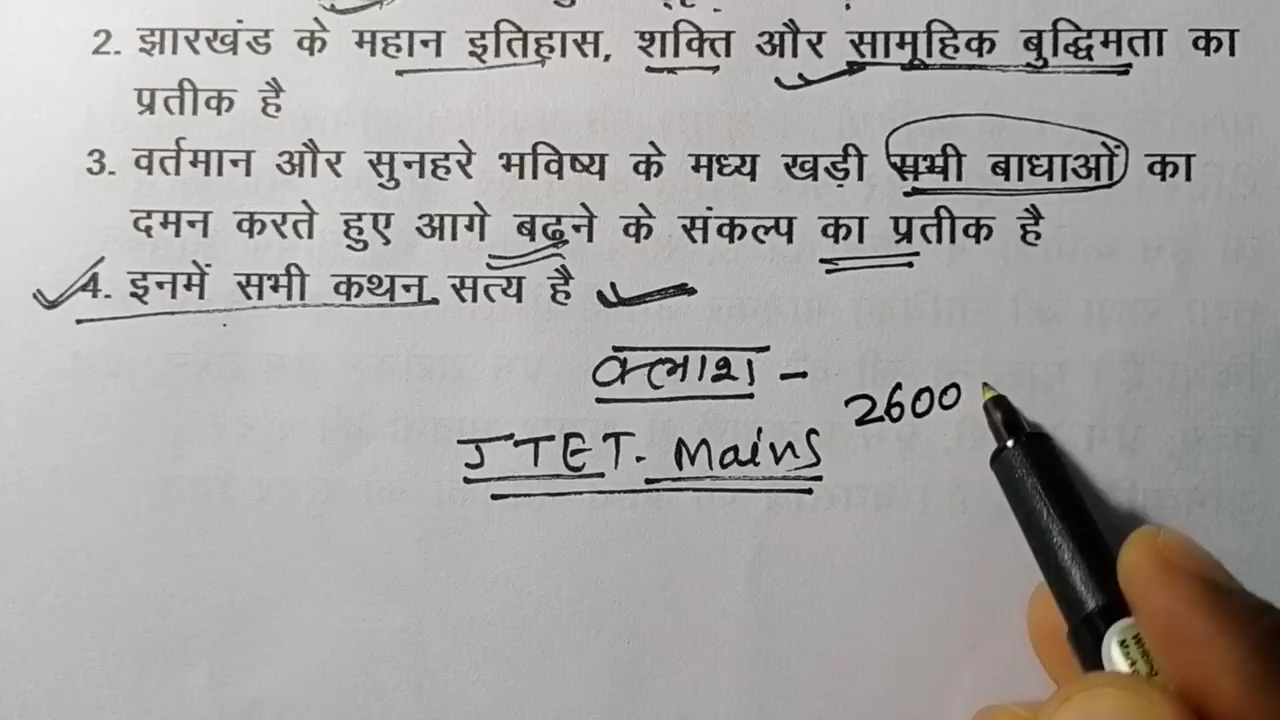 2. झारखंड के महान इतिहास, शक्ति और सामूहिक बुद्धिमता का
प्रतीक है
3. वर्तमान और सुनहरे भविष्य के मध्य खड़ी सभी बाधाओं का
दमन करते हुए आगे बढ़ने के संकल्प का प्रतीक है
4. इनमें सभी कथन सत्य है
क्लाश -
JTET. Mains 2600